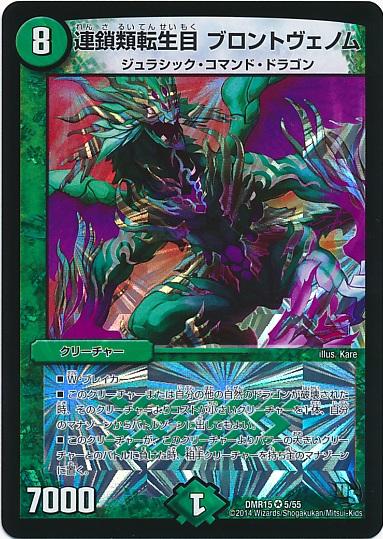 8
れん さ るい てん せい もく
連鎖類転生目 ブロントヴェノム
ジュラシック・コマンド・ドラゴン
クリーチャー
illus. Kare
■W・ブレイカー
■このクリーチャーまたは自分の他の自然のドラゴンが破壊された
時、そのクリーチャーよりコストが小さいクリーチャーを1体、自分
のマナゾーンからバトルゾーンに出してもよい。
■このクリーチャーが、このクリーチャーよりパワーの大きいクリー
チャーとのバトルに負けた時、相手クリーチャーを持ち主のマナゾーン
に置く。
7000
1
DMR15 5/55
©2014 Wizards/Shogakukan/Mitsui-Kids